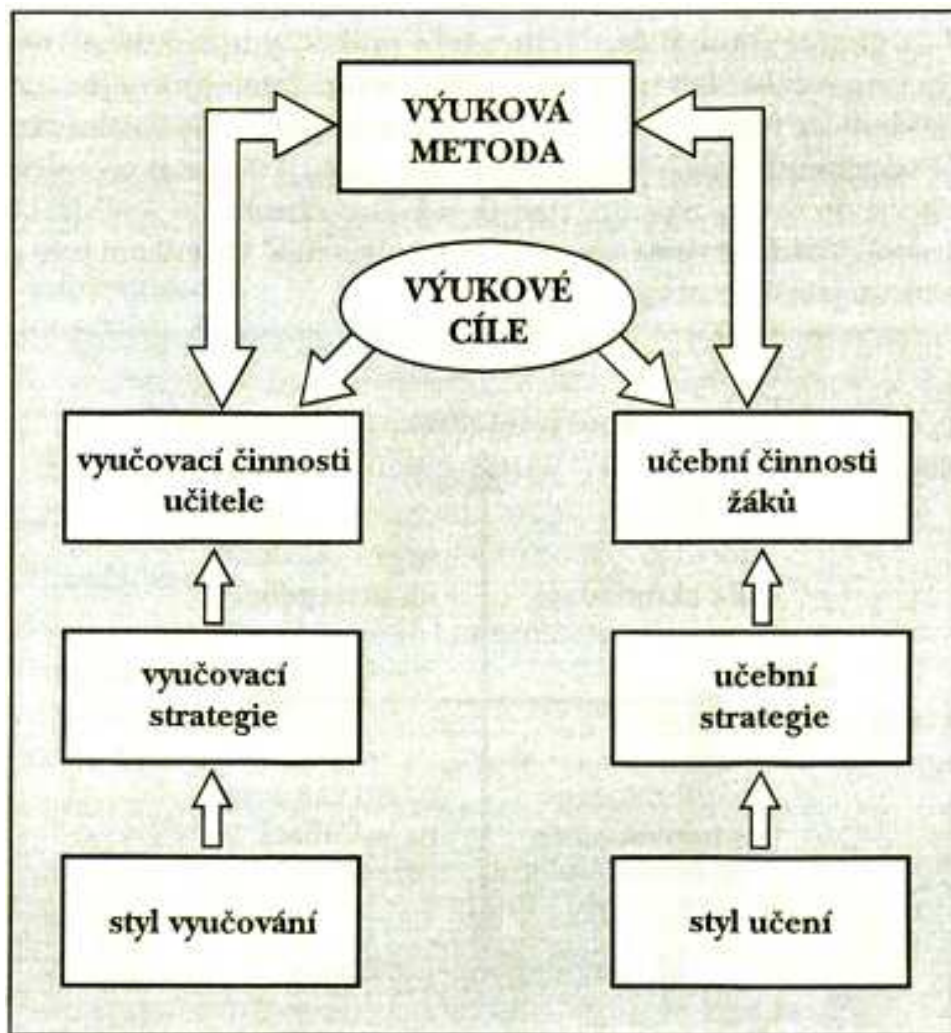 VÝUKOVÁ
METODA
VÝUKOVÉ
CÍLE
vyučovací činnosti
učitele
učební činnosti
žáků
vyučovací
strategie
učební
strategie
styl vyučování
styl učení